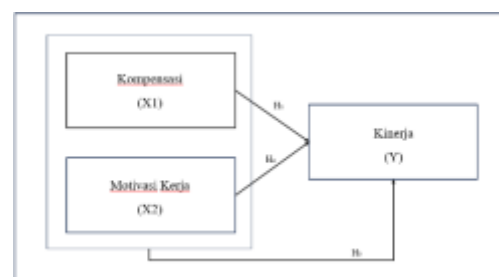 Kompensasi
(X1)
Kinerja
(Y)
Motivasi Kerja
(X2)